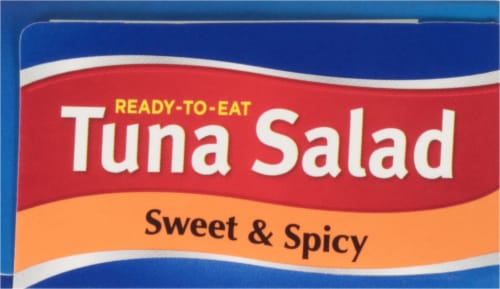 READY-TO-EAT
Tuna Salad
Sweet & Spicy